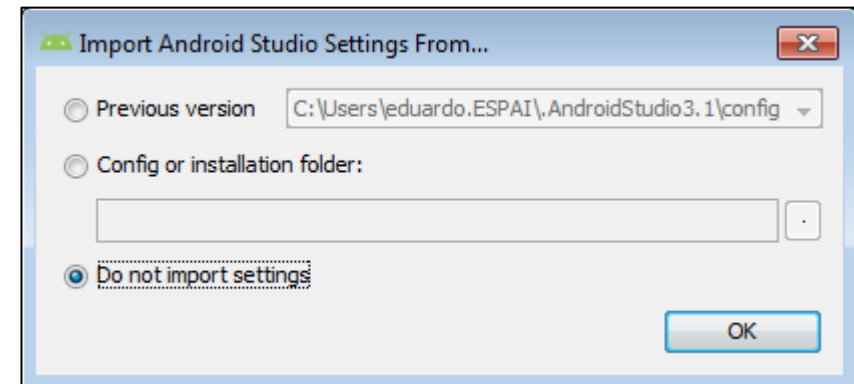 Import Android Studio Settings From...
Previous version C:\Users\eduardo.ESPAI\.AndroidStudio3.1\config
Config or installation folder:
.
Do not import settings
OK